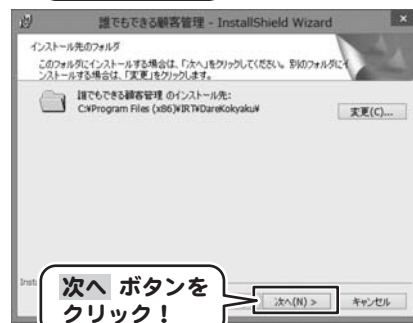 誰でもできる顧客管理 - InstallShield Wizard
インストール先のフォルダ
このフォルダにインストールする場合は、「次へ」をクリックしてください。別のフォルダにイ
ンストールする場合は、「変更」をクリックします。
誰でもできる顧客管理 のインストール先:
C:¥Program Files (x86)¥IRT¥DareKokyaku¥
変更(C)...
次へ ボタンを
クリック！
次へ(N) >
キャンセル